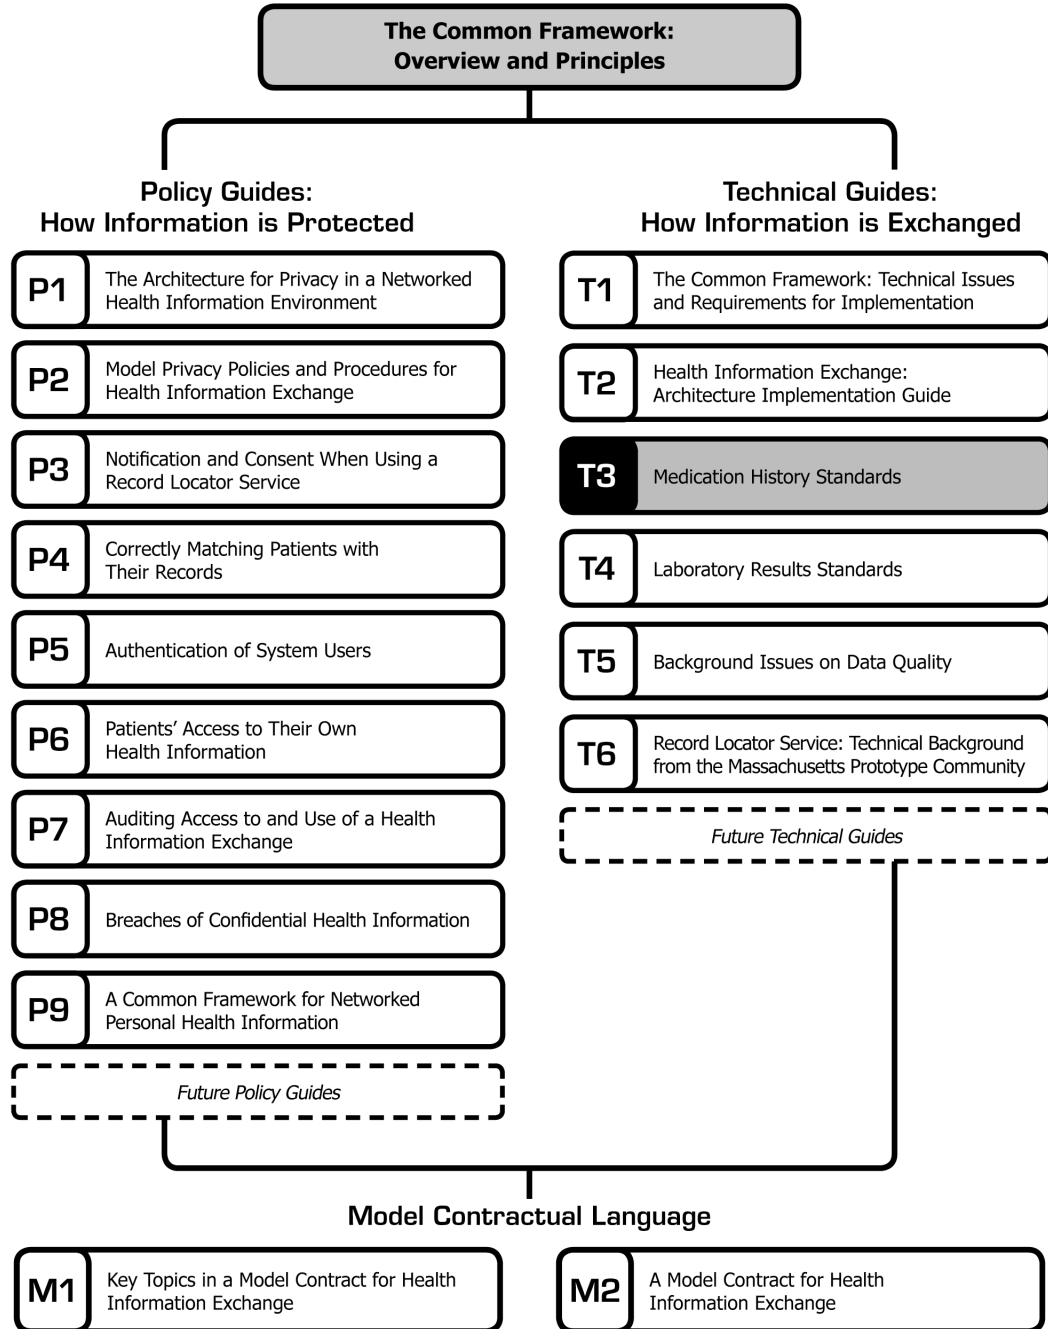 The Common Framework:
Overview and Principles
Policy Guides:
How Information is Protected
P1
The Architecture for Privacy in a Networked
Health Information Environment
P2
Model Privacy Policies and Procedures for
Health Information Exchange
P3
Notification and Consent When Using a
Record Locator Service
P4
Correctly Matching Patients with
Their Records
P5
Authentication of System Users
P6
Patients’ Access to Their Own
Health Information
P7
Auditing Access to and Use of a Health
Information Exchange
P8
Breaches of Confidential Health Information
P9
A Common Framework for Networked
Personal Health Information
Future Policy Guides
Technical Guides:
How Information is Exchanged
T1
The Common Framework: Technical Issues
and Requirements for Implementation
T2
Health Information Exchange:
Architecture Implementation Guide
T3
Medication History Standards
T4
Laboratory Results Standards
T5
Background Issues on Data Quality
T6
Record Locator Service: Technical Background
from the Massachusetts Prototype Community
Future Technical Guides
Model Contractual Language
M1
Key Topics in a Model Contract for Health
Information Exchange
M2
A Model Contract for Health
Information Exchange